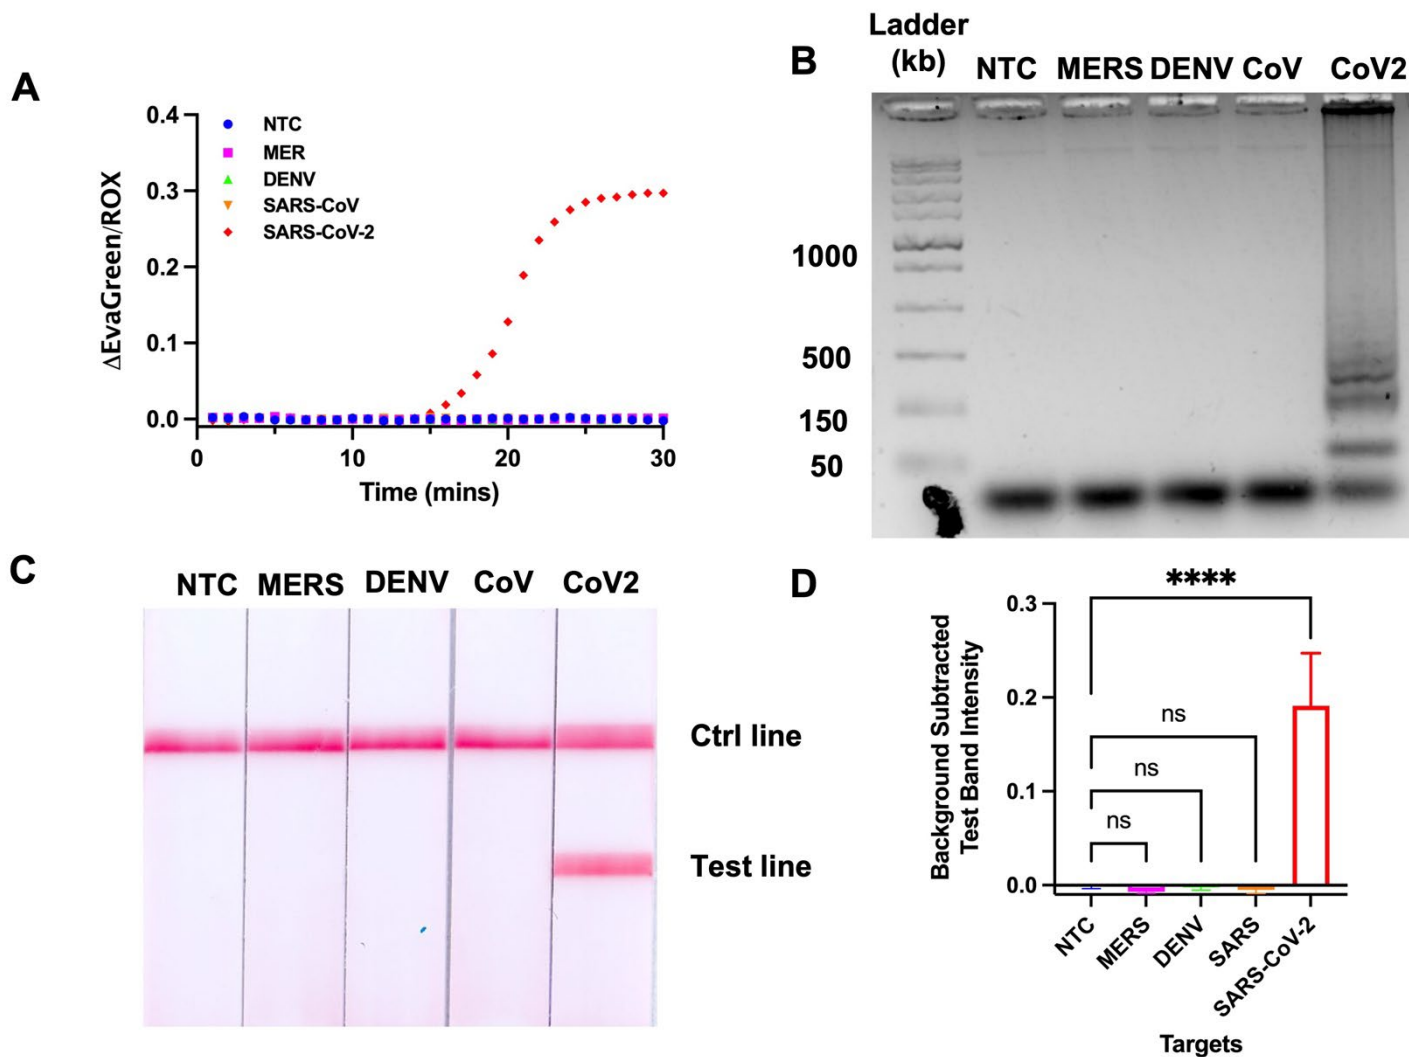 A
0.4
0.3
0.2
0.1
0.0
ΔEvaGreen/ROX
NTC
MER
DENV
SARS-CoV
SARS-CoV-2
0
10
20
30
Time (mins)
B
Ladder
(kb)
NTC
MERS
DENV
CoV
CoV2
1000
500
150
50
C
NTC
MERS
DENV
CoV
CoV2
Ctrl line
Test line
D
Background Subtracted
Test Band Intensity
0.3
0.2
0.1
0.0
****
ns
ns
ns
NTC
MERS
DENV
SARS
SARS-CoV-2
Targets